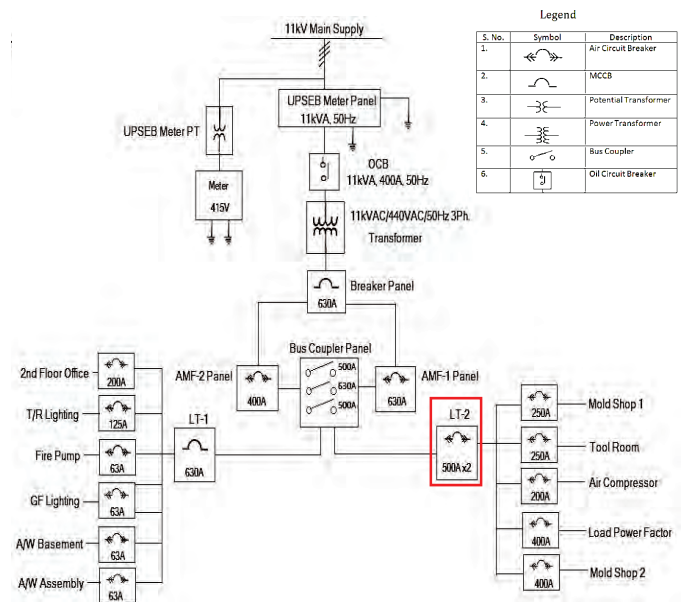 11kV Main Supply
Legend
S. No. Symbol Description
1. Air Circuit Breaker
2. MCCB
3. Potential Transformer
4. Power Transformer
5. Bus Coupler
6. Oil Circuit Breaker
UPSEB Meter PT
UPSEB Meter Panel
11kVA, 50Hz
Meter
415V
OCB
11kVA, 400A, 50Hz
11kVAC/440VAC/50Hz 3Ph.
Transformer
Breaker Panel
630A
Bus Coupler Panel
500A
630A
500A
AMF-2 Panel
400A
AMF-1 Panel
630A
LT-1
630A
LT-2
500Ax2
2nd Floor Office
200A
T/R Lighting
125A
Fire Pump
63A
GF Lighting
63A
A/W Basement
63A
A/W Assembly
63A
250A
Mold Shop 1
250A
Tool Room
200A
Air Compressor
400A
Load Power Factor
400A
Mold Shop 2